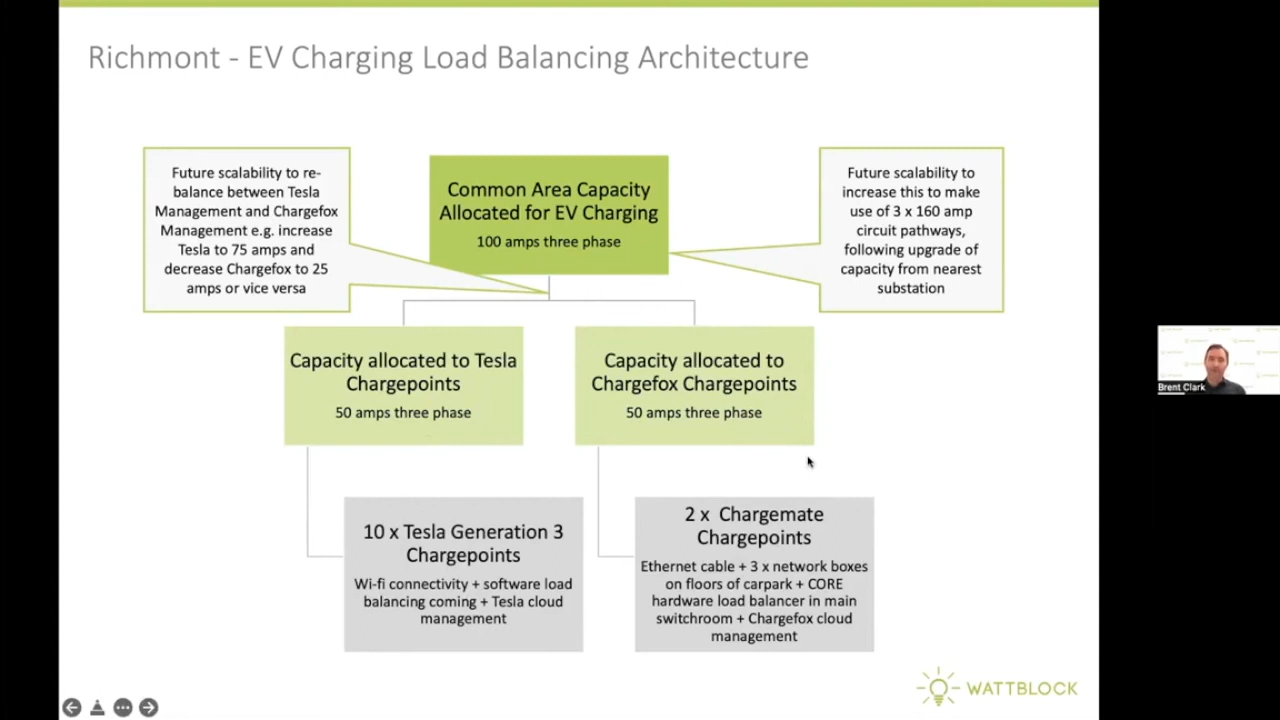 Richmont - EV Charging Load Balancing Architecture
Future scalability to re-
balance between Tesla
Management and Chargefox
Management e.g. increase
Tesla to 75 amps and
decrease Chargefox to 25
amps or vice versa
Common Area Capacity
Allocated for EV Charging
100 amps three phase
Future scalability to
increase this to make
use of 3 x 160 amp
circuit pathways,
following upgrade of
capacity from nearest
substation
Capacity allocated to Tesla
Chargepoints
50 amps three phase
Capacity allocated to
Chargefox Chargepoints
50 amps three phase
10 x Tesla Generation 3
Chargepoints
Wi-fi connectivity + software load
balancing coming + Tesla cloud
management
2 x Chargemate
Chargepoints
Ethernet cable + 3 x network boxes
on floors of carpark + CORE
hardware load balancer in main
switchroom + Chargefox cloud
management
Brent Clark
WATTBLOCK